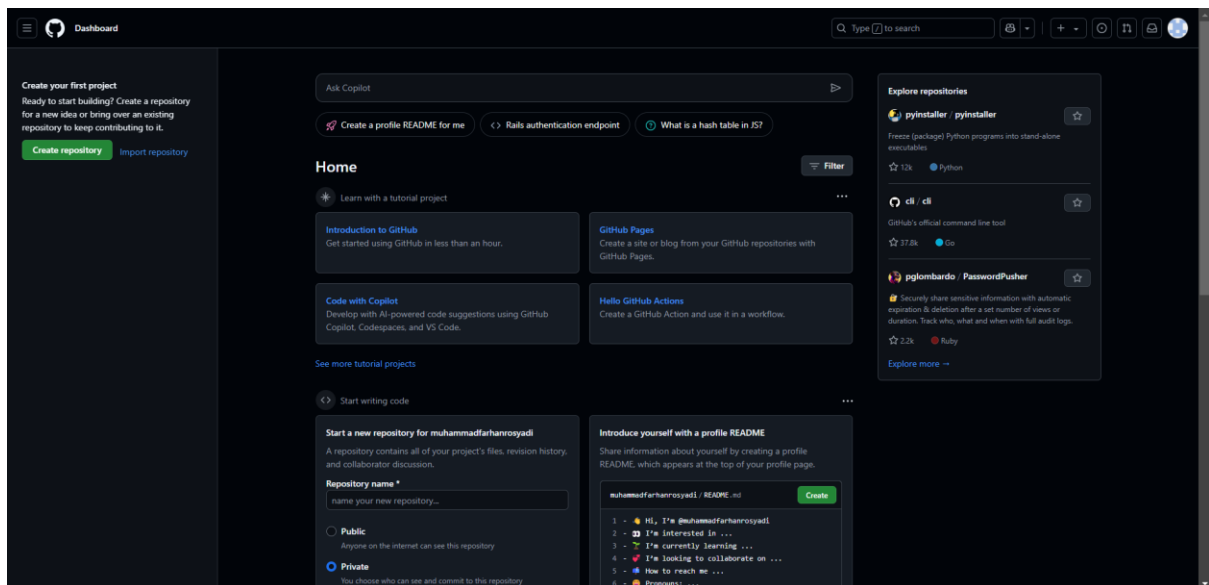 Dashboard
Type / to search
Create your first project
Ready to start building? Create a repository
for a new idea or bring over an existing
repository to keep contributing to it.
Create repository
Import repository
Ask Copilot
Create a profile README for me
Rails authentication endpoint
What is a hash table in JS?
Home
Filter
Learn with a tutorial project
Introduction to GitHub
Get started using GitHub in less than an hour.
GitHub Pages
Create a site or blog from your GitHub repositories with
GitHub Pages.
Code with Copilot
Develop with AI-powered code suggestions using GitHub
Copilot, Codespaces, and VS Code.
Hello GitHub Actions
Create a GitHub Action and use it in a workflow.
See more tutorial projects
Start writing code
Start a new repository for muhammadfarhanrosyadi
A repository contains all of your project's files, revision history,
and collaborator discussion.
Repository name *
name your new repository...
Public
Anyone on the internet can see this repository
Private
You choose who can see and commit to this repository
Introduce yourself with a profile README
Share information about yourself by creating a profile
README, which appears at the top of your profile page.
muhammadfarhanrosyadi / README.md
Create
1 - 👋 Hi, I'm @muhammadfarhanrosyadi
2 - 👀 I'm interested in ...
3 - 🌱 I'm currently learning ...
4 - 💞️ I'm looking to collaborate on ...
5 - 📫 How to reach me ...
6 - 😄 Pronouns: ...
Explore repositories
pyinstaller / pyinstaller
Freeze (package) Python programs into stand-alone
executables
12k
Python
cli / cli
GitHub's official command line tool
37.8k
Go
pglombardo / PasswordPusher
🔐 Securely share sensitive information with automatic
expiration & deletion after a set number of views or
duration. Track who, what and when with full audit logs.
2.2k
Ruby
Explore more →